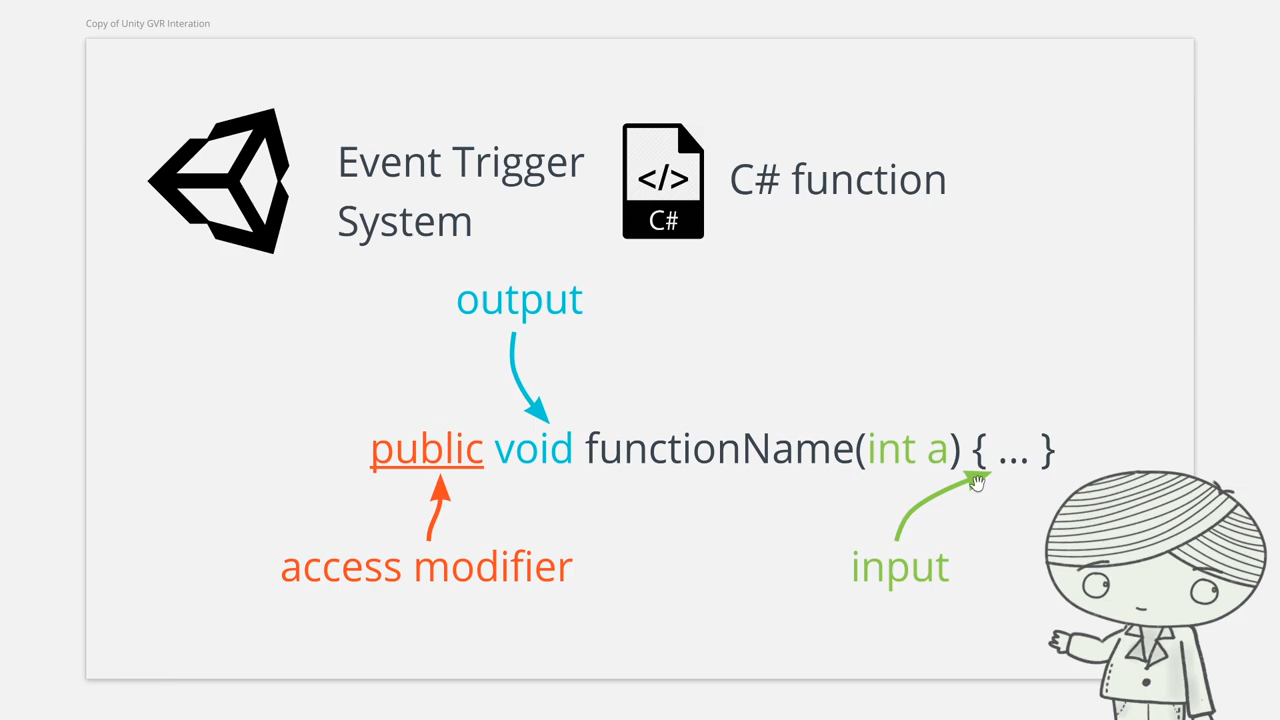 Copy of Unity GVR Interation
Event Trigger
System
</>
C#
C# function
output
public void functionName(int a) { ... }
access modifier
input